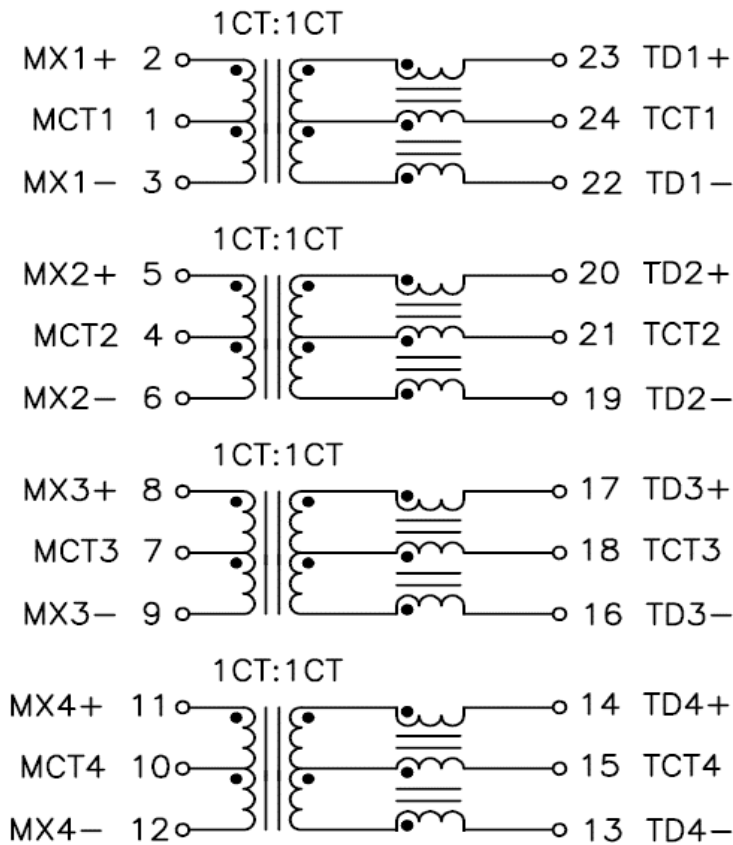 1CT:1CT
MX1+ 2 23 TD1+
MCT1 1 24 TCT1
MX1− 3 22 TD1−
1CT:1CT
MX2+ 5 20 TD2+
MCT2 4 21 TCT2
MX2− 6 19 TD2−
1CT:1CT
MX3+ 8 17 TD3+
MCT3 7 18 TCT3
MX3− 9 16 TD3−
1CT:1CT
MX4+ 11 14 TD4+
MCT4 10 15 TCT4
MX4− 12 13 TD4−